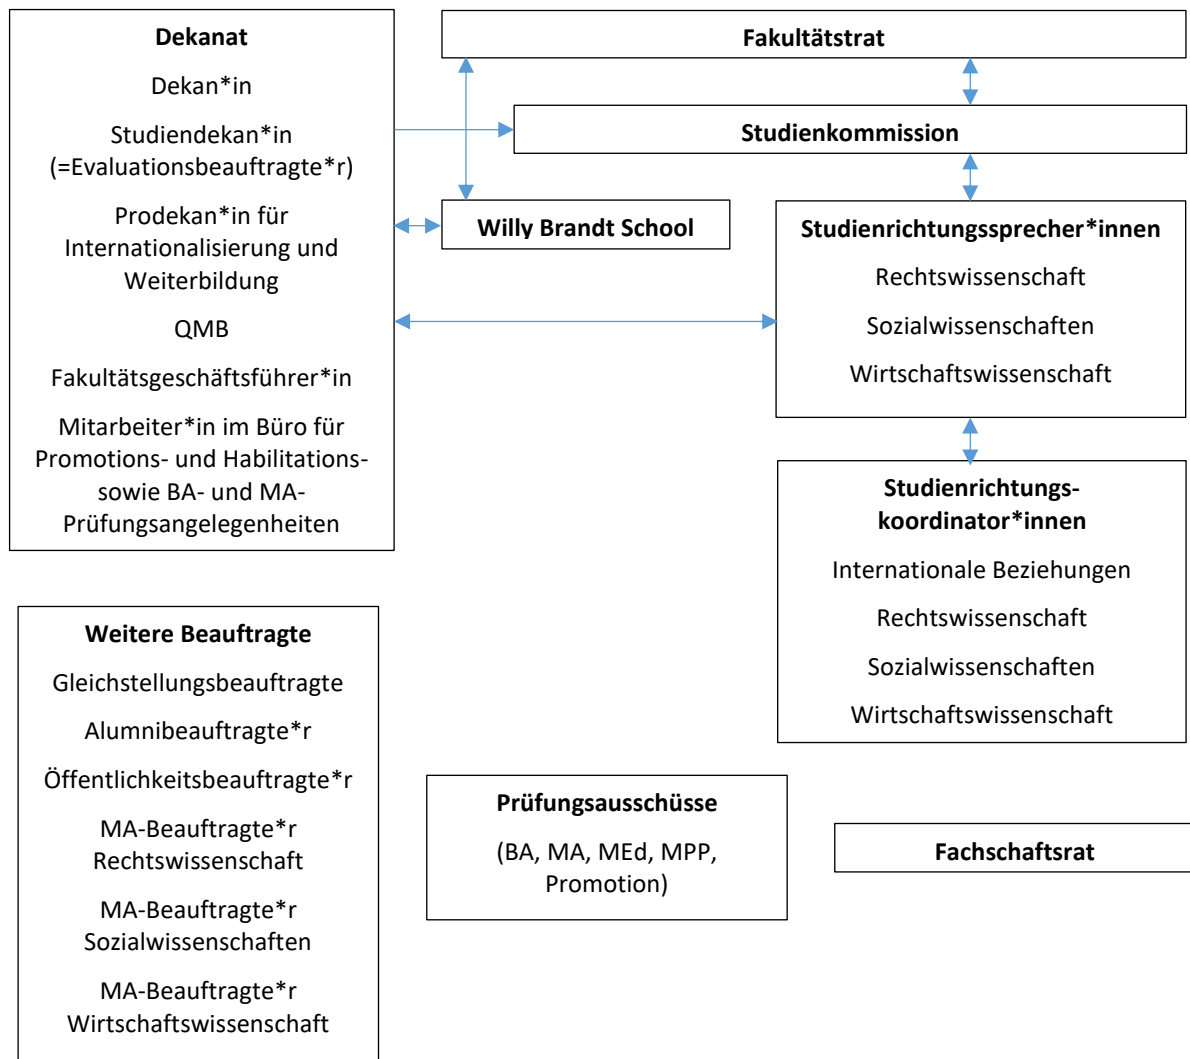 Dekanat
Dekan*in
Studiendekan*in
(=Evaluationsbeauftragte*r)
Prodekan*in für
Internationalisierung und
Weiterbildung
QMB
Fakultätsgeschäftsführer*in
Mitarbeiter*in im Büro für
Promotions- und Habilitations-
sowie BA- und MA-
Prüfungsangelegenheiten
Fakultätstrat
Studienkommission
Willy Brandt School
Studienrichtungssprecher*innen
Rechtswissenschaft
Sozialwissenschaften
Wirtschaftswissenschaft
Studienrichtungs-
koordinator*innen
Internationale Beziehungen
Rechtswissenschaft
Sozialwissenschaften
Wirtschaftswissenschaft
Weitere Beauftragte
Gleichstellungsbeauftragte
Alumnibeauftragte*r
Öffentlichkeitsbeauftragte*r
MA-Beauftragte*r
Rechtswissenschaft
MA-Beauftragte*r
Sozialwissenschaften
MA-Beauftragte*r
Wirtschaftswissenschaft
Prüfungsausschüsse
(BA, MA, MEd, MPP,
Promotion)
Fachschaftsrat